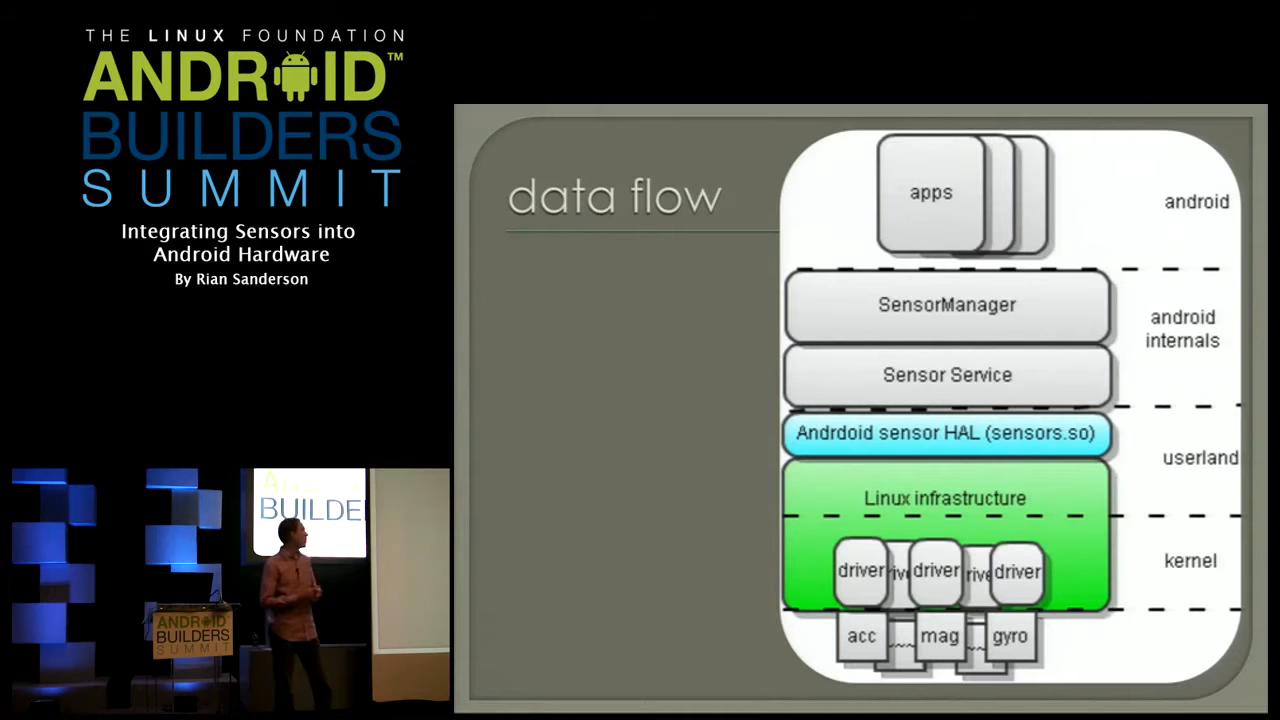 THE LINUX FOUNDATION
ANDROID™
BUILDERS
SUMMIT
Integrating Sensors into
Android Hardware
By Rian Sanderson
data flow
apps
android
SensorManager
android
internals
Sensor Service
Andrdoid sensor HAL (sensors.so)
userland
Linux infrastructure
driver
driver
driver
kernel
acc
mag
gyro
BUILDE
ANDROID
BUILDERS
SUMMIT